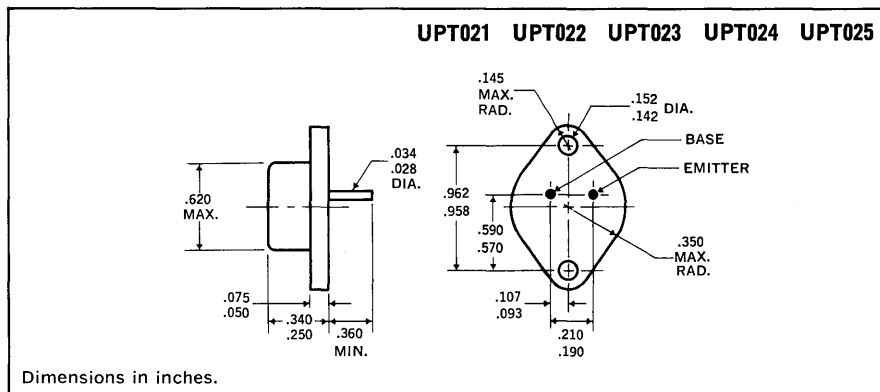 UPT021 UPT022 UPT023 UPT024 UPT025
.145
MAX.
RAD.
.152
.142
DIA.
BASE
EMITTER
.034
.028
DIA.
.620
MAX.
.962
.958
.590
.570
.350
MAX.
RAD.
.075
.050
.340
.250
.360
MIN.
.107
.093
.210
.190
Dimensions in inches.